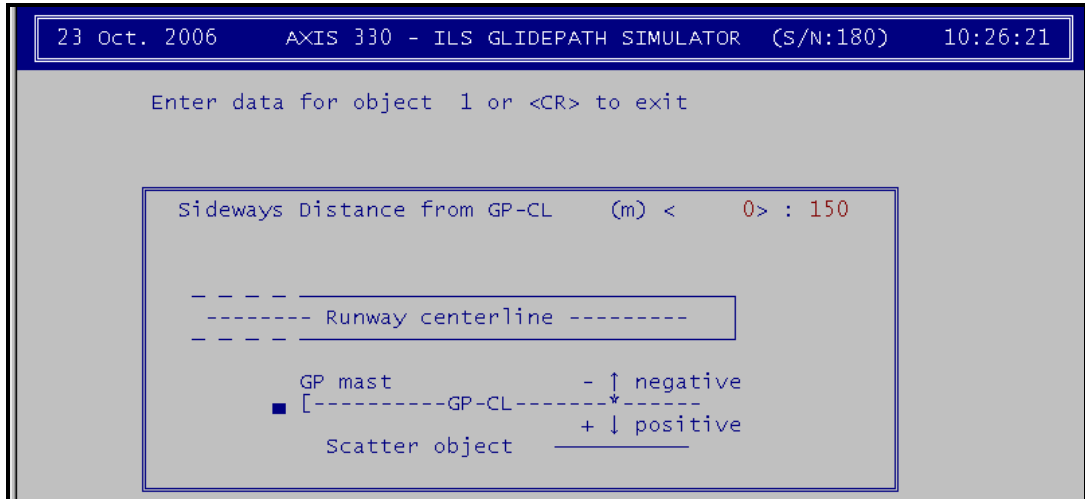 23 Oct. 2006 AXIS 330 - ILS GLIDEPATH SIMULATOR (S/N:180) 10:26:21
Enter data for object 1 or <CR> to exit
Sideways Distance from GP-CL (m) < 0> : 150
-------- Runway centerline ---------
GP mast - ↑ negative
[----------GP-CL-------*------
+ ↓ positive
Scatter object